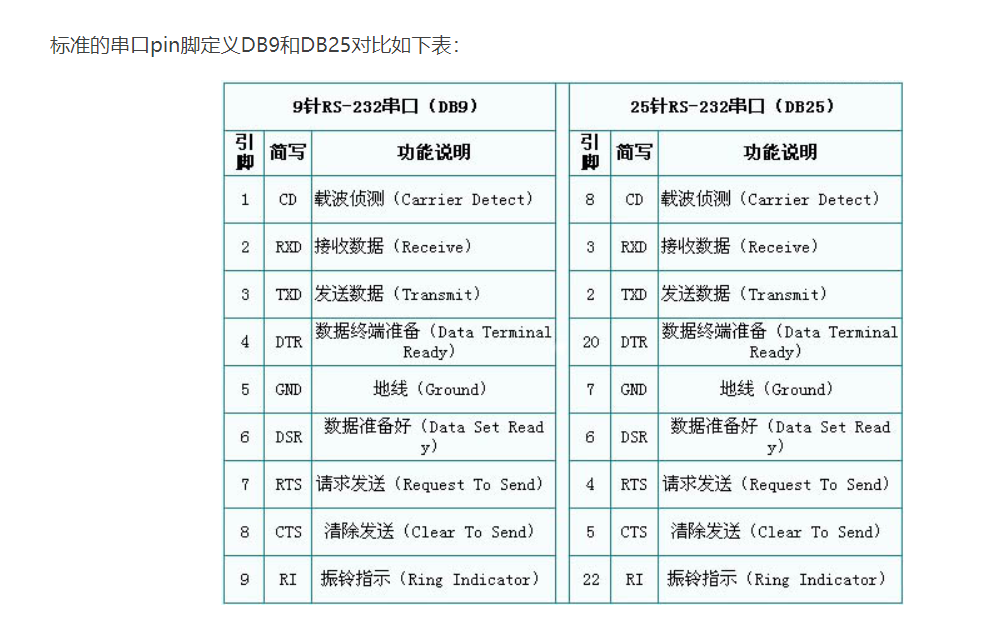 标准的串口pin脚定义DB9和DB25对比如下表:
9针RS-232串口（DB9） 25针RS-232串口（DB25）
引脚 简写 功能说明 引脚 简写 功能说明
1 CD 载波侦测（Carrier Detect） 8 CD 载波侦测（Carrier Detect）
2 RXD 接收数据（Receive） 3 RXD 接收数据（Receive）
3 TXD 发送数据（Transmit） 2 TXD 发送数据（Transmit）
4 DTR 数据终端准备（Data Terminal Ready） 20 DTR 数据终端准备（Data Terminal Ready）
5 GND 地线（Ground） 7 GND 地线（Ground）
6 DSR 数据准备好（Data Set Ready） 6 DSR 数据准备好（Data Set Ready）
7 RTS 请求发送（Request To Send） 4 RTS 请求发送（Request To Send）
8 CTS 清除发送（Clear To Send） 5 CTS 清除发送（Clear To Send）
9 RI 振铃指示（Ring Indicator） 22 RI 振铃指示（Ring Indicator）